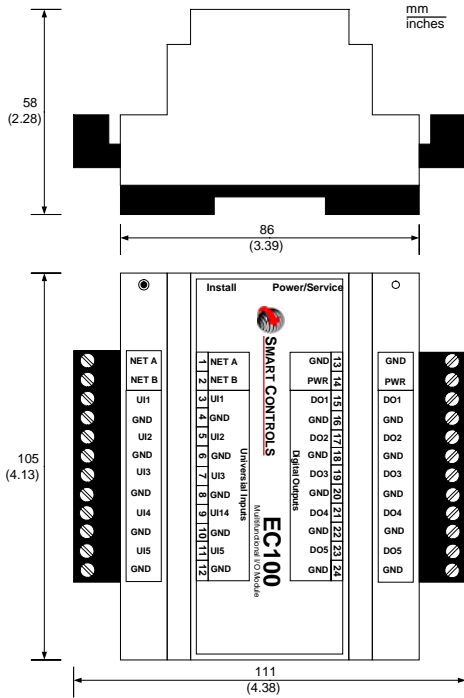 mm
inches
58
(2.28)
86
(3.39)
Install Power/Service
105
(4.13)
NET A
NET B
UI1
GND
UI2
GND
UI3
GND
UI4
GND
UI5
GND
1 NET A
2 NET B
3 UI1
4 GND
5 UI2
6 GND
7 UI3
8 GND
9 UI14
10 GND
11 UI5
12 GND
Universial Inputs
SMART CONTROLS
EC100
Multifunctional I/O Module
Digital Outputs
GND 13
PWR 14
DO1 15
GND 16
DO2 17
GND 18
DO3 19
GND 20
DO4 21
GND 22
DO5 23
GND 24
GND
PWR
DO1
GND
DO2
GND
DO3
GND
DO4
GND
DO5
GND
111
(4.38)